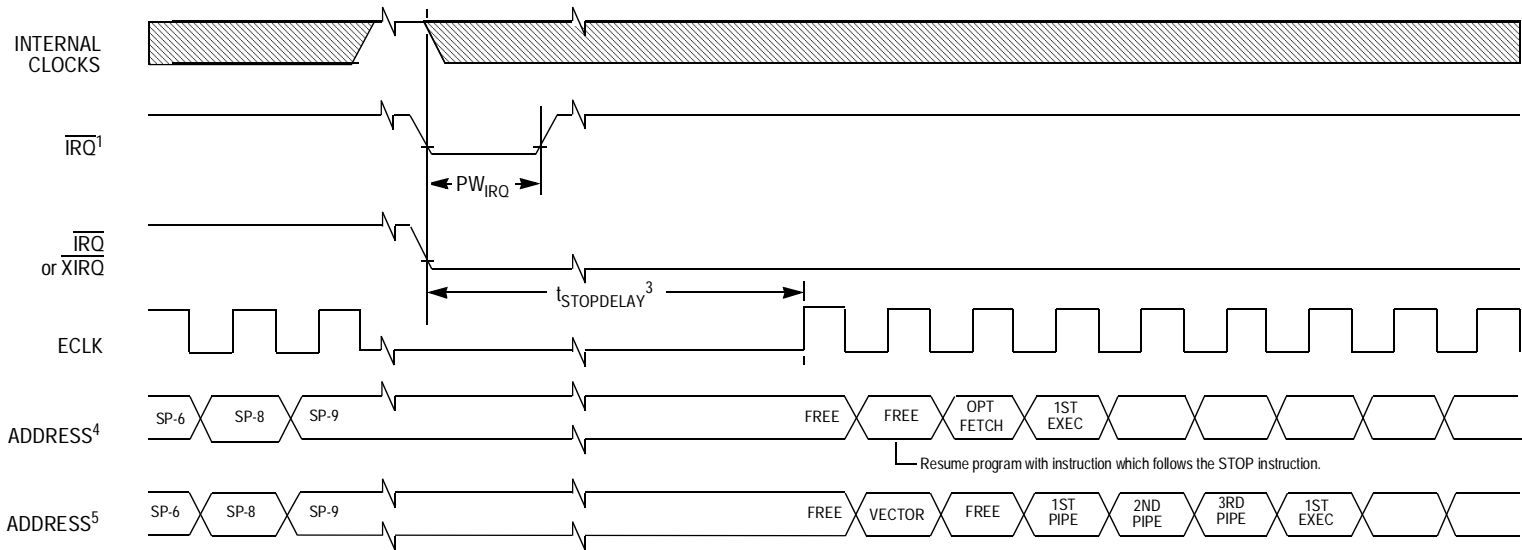 INTERNAL
CLOCKS
IRQ1
PWIRQ
IRQ
or XIRQ
tSTOPDELAY3
ECLK
ADDRESS4
SP-6 SP-8 SP-9 FREE FREE OPT FETCH 1ST EXEC
Resume program with instruction which follows the STOP instruction.
ADDRESS5
SP-6 SP-8 SP-9 FREE VECTOR FREE 1ST PIPE 2ND PIPE 3RD PIPE 1ST EXEC